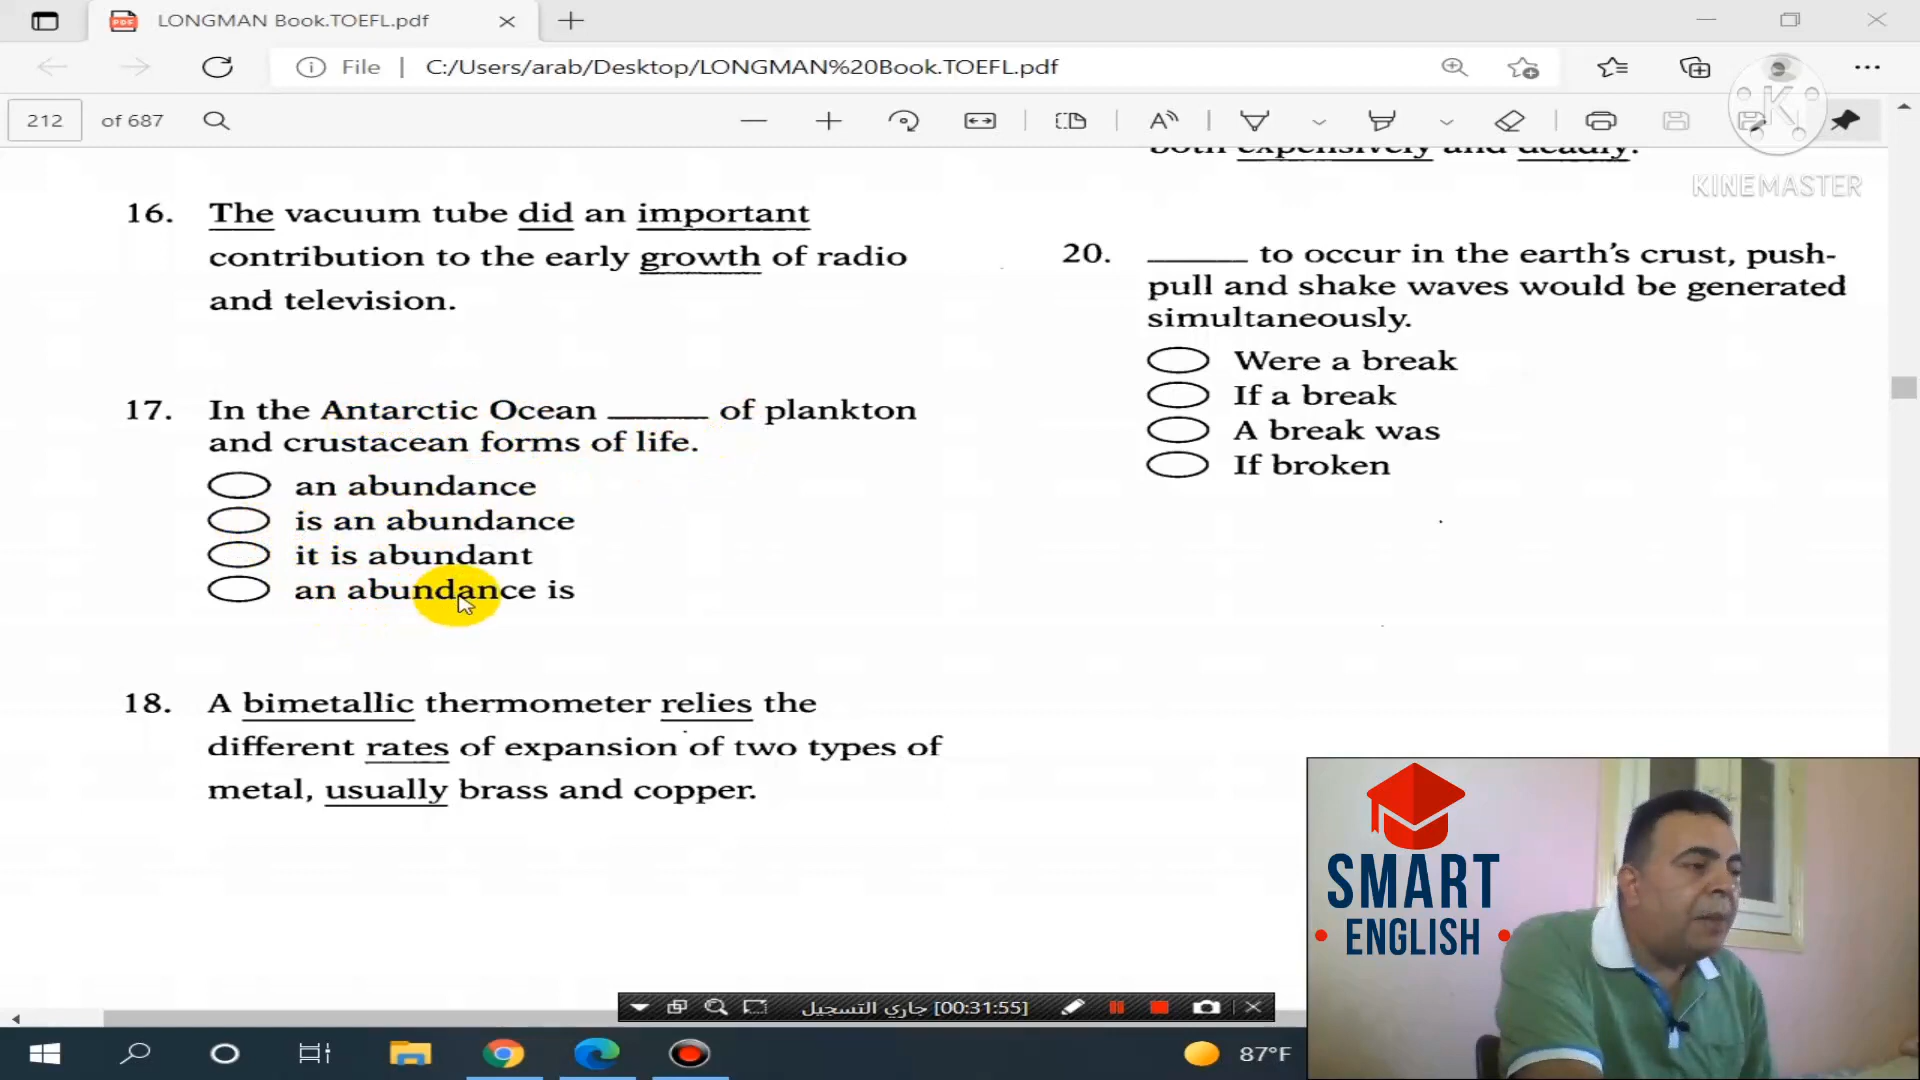 LONGMAN Book.TOEFL.pdf
File | C:/Users/arab/Desktop/LONGMAN%20Book.TOEFL.pdf
212 of 687
KINEMASTER
both expensively and deadly.
16. The vacuum tube did an important
contribution to the early growth of radio
and television.
17. In the Antarctic Ocean ______ of plankton
and crustacean forms of life.
an abundance
is an abundance
it is abundant
an abundance is
18. A bimetallic thermometer relies the
different rates of expansion of two types of
metal, usually brass and copper.
20. ______ to occur in the earth's crust, push-
pull and shake waves would be generated
simultaneously.
Were a break
If a break
A break was
If broken
SMART
ENGLISH
جاري التسجيل [00:31:55]
87°F